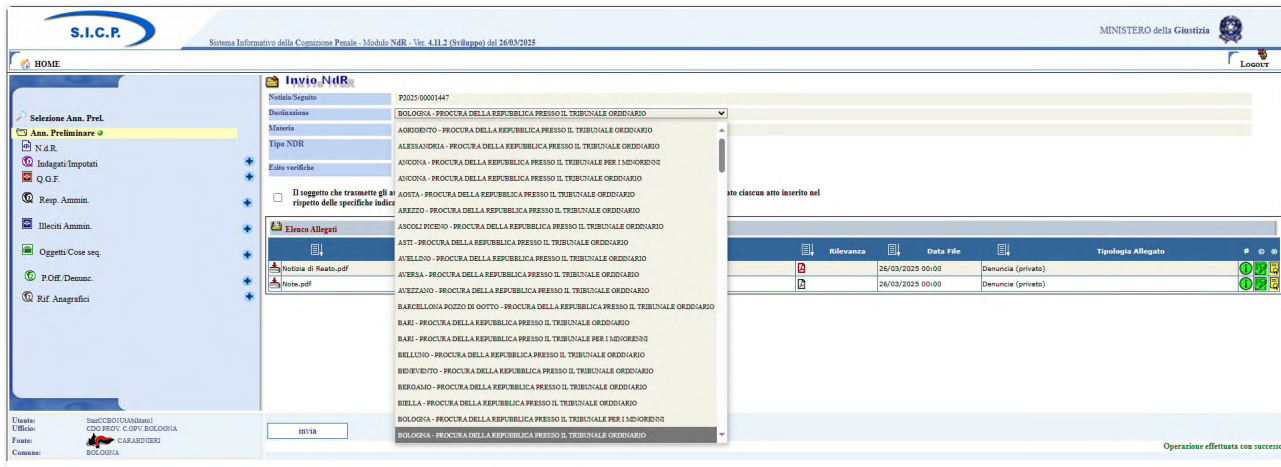 S.I.C.P.
Sistema Informativo della Cognizione Penale - Modulo NdR - Ver. 4.11.2 (Sviluppo) del 26/03/2025
MINISTERO della Giustizia
HOME
LOGOUT
Invio NdR
Notizia/Seguito P2025/00001447
Destinazione BOLOGNA - PROCURA DELLA REPUBBLICA PRESSO IL TRIBUNALE ORDINARIO
Materia
Tipo NDR
Esito verifiche
Selezione Ann. Prel.
Ann. Preliminare
N.d.R.
Indagati/Imputati
Q.G.F.
Resp. Ammin.
Illeciti Ammin.
Oggetti/Cose seq.
P.Off./Denunc.
Rif. Anagrafici
AGRIGENTO - PROCURA DELLA REPUBBLICA PRESSO IL TRIBUNALE ORDINARIO
ALESSANDRIA - PROCURA DELLA REPUBBLICA PRESSO IL TRIBUNALE ORDINARIO
ANCONA - PROCURA DELLA REPUBBLICA PRESSO IL TRIBUNALE PER I MINORENNI
ANCONA - PROCURA DELLA REPUBBLICA PRESSO IL TRIBUNALE ORDINARIO
AOSTA - PROCURA DELLA REPUBBLICA PRESSO IL TRIBUNALE ORDINARIO
AREZZO - PROCURA DELLA REPUBBLICA PRESSO IL TRIBUNALE ORDINARIO
ASCOLI PICENO - PROCURA DELLA REPUBBLICA PRESSO IL TRIBUNALE ORDINARIO
ASTI - PROCURA DELLA REPUBBLICA PRESSO IL TRIBUNALE ORDINARIO
AVELLINO - PROCURA DELLA REPUBBLICA PRESSO IL TRIBUNALE ORDINARIO
AVERSA - PROCURA DELLA REPUBBLICA PRESSO IL TRIBUNALE ORDINARIO
AVEZZANO - PROCURA DELLA REPUBBLICA PRESSO IL TRIBUNALE ORDINARIO
BARCELLONA POZZO DI GOTTO - PROCURA DELLA REPUBBLICA PRESSO IL TRIBUNALE ORDINARIO
BARI - PROCURA DELLA REPUBBLICA PRESSO IL TRIBUNALE ORDINARIO
BARI - PROCURA DELLA REPUBBLICA PRESSO IL TRIBUNALE PER I MINORENNI
BELLUNO - PROCURA DELLA REPUBBLICA PRESSO IL TRIBUNALE ORDINARIO
BENEVENTO - PROCURA DELLA REPUBBLICA PRESSO IL TRIBUNALE ORDINARIO
BERGAMO - PROCURA DELLA REPUBBLICA PRESSO IL TRIBUNALE ORDINARIO
BIELLA - PROCURA DELLA REPUBBLICA PRESSO IL TRIBUNALE ORDINARIO
BOLOGNA - PROCURA DELLA REPUBBLICA PRESSO IL TRIBUNALE PER I MINORENNI
BOLOGNA - PROCURA DELLA REPUBBLICA PRESSO IL TRIBUNALE ORDINARIO
Il soggetto che trasmette gli
ato ciascun atto inserito nel
rispetto delle specifiche indica
Elenco Allegati
Rilevanza Data File Tipologia Allegato
Notizia di Reato.pdf 26/03/2025 00:00 Denuncia (privato)
Note.pdf 26/03/2025 00:00 Denuncia (privato)
invia
Utente:
Ufficio: CDO PROV. C.OPV. BOLOGNA
Fonte: CARABINIERI
Comune: BOLOGNA
Operazione effettuata con successo